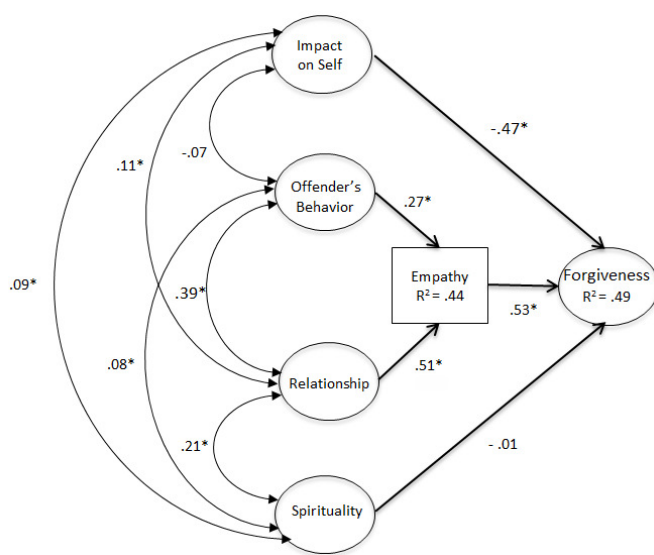 Impact
on Self
-.47*
.11*
-.07
Offender's
Behavior
.27*
.09*
.39*
Empathy
R² = .44
.53*
Forgiveness
R² = .49
.08*
Relationship
.51*
.21*
- .01
Spirituality